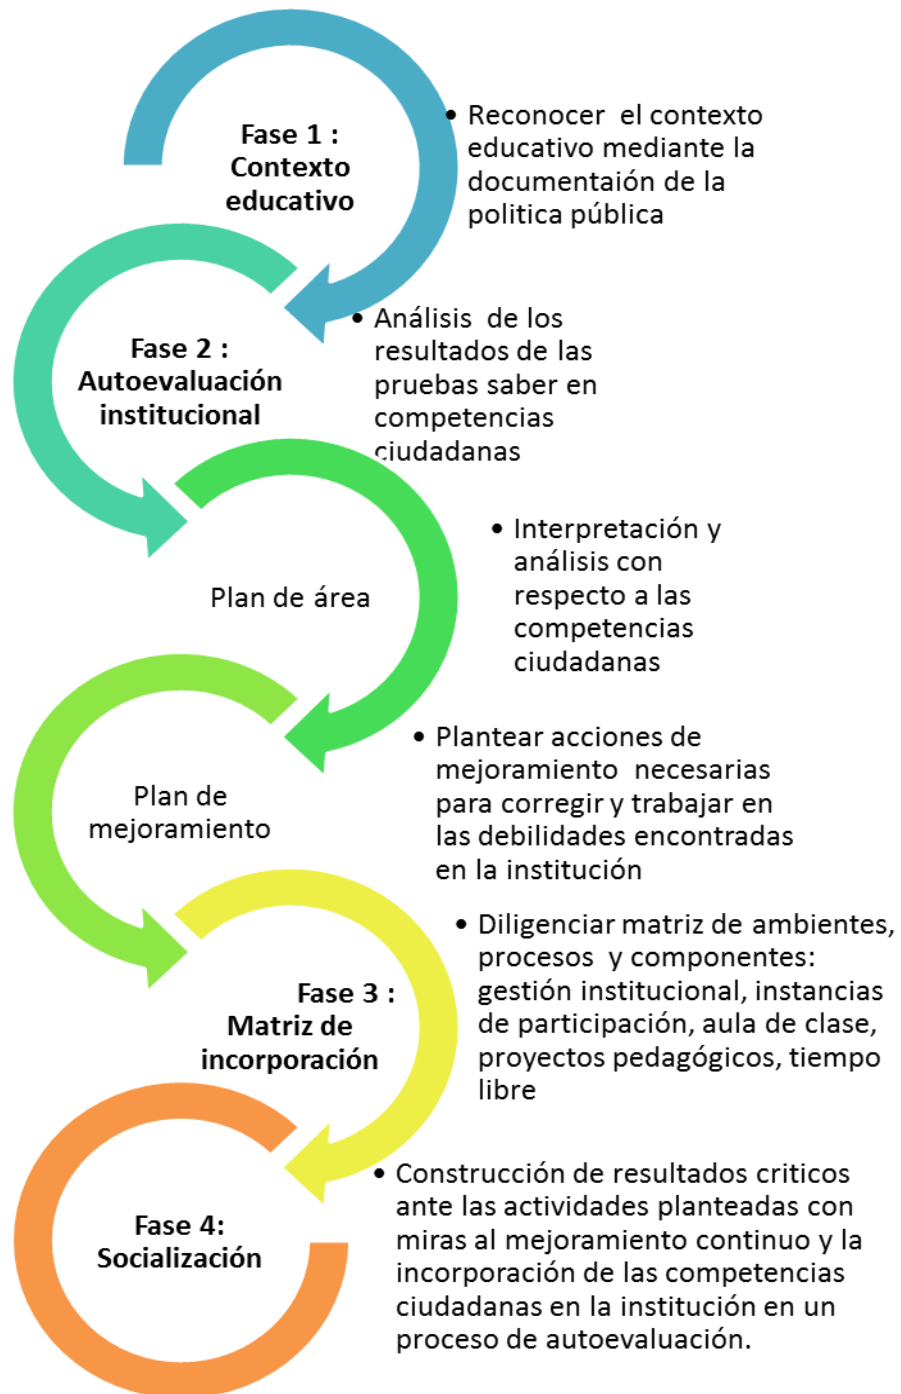 Fase 1 :
Contexto
educativo
• Reconocer el contexto
educativo mediante la
documentaión de la
politica pública
Fase 2 :
Autoevaluación
institucional
• Análisis de los
resultados de las
pruebas saber en
competencias
ciudadanas
Plan de área
• Interpretación y
análisis con
respecto a las
competencias
ciudadanas
Plan de
mejoramiento
• Plantear acciones de
mejoramiento necesarias
para corregir y trabajar en
las debilidades encontradas
en la institución
Fase 3 :
Matriz de
incorporación
• Diligenciar matriz de ambientes,
procesos y componentes:
gestión institucional, instancias
de participación, aula de clase,
proyectos pedagógicos, tiempo
libre
Fase 4:
Socialización
• Construcción de resultados criticos
ante las actividades planteadas con
miras al mejoramiento continuo y la
incorporación de las competencias
ciudadanas en la institución en un
proceso de autoevaluación.